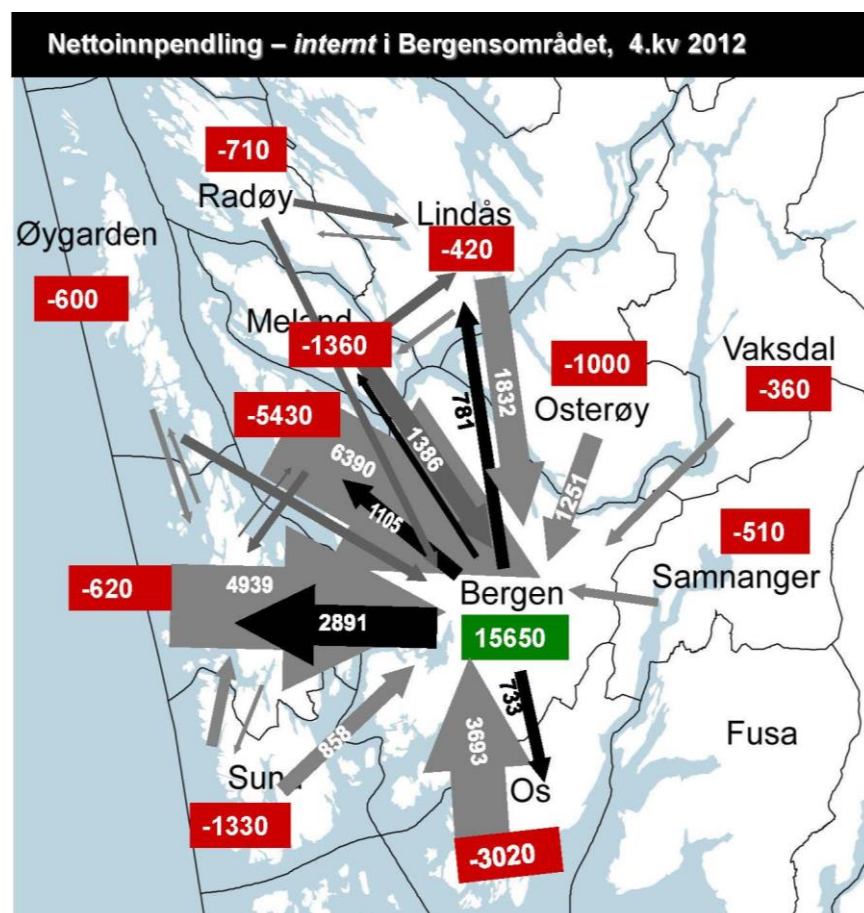 Nettoinnpendling – internt i Bergensområdet, 4.kv 2012
-710
Radøy
Lindås
-420
Øygarden
-600
Meland
-1360
-1000
Osterøy
Vaksdal
-360
-5430
6390
1386
781
1832
1251
1105
-510
Samnanger
-620
4939
2891
Bergen
15650
733
858
3693
Fusa
Sund
-1330
Os
-3020